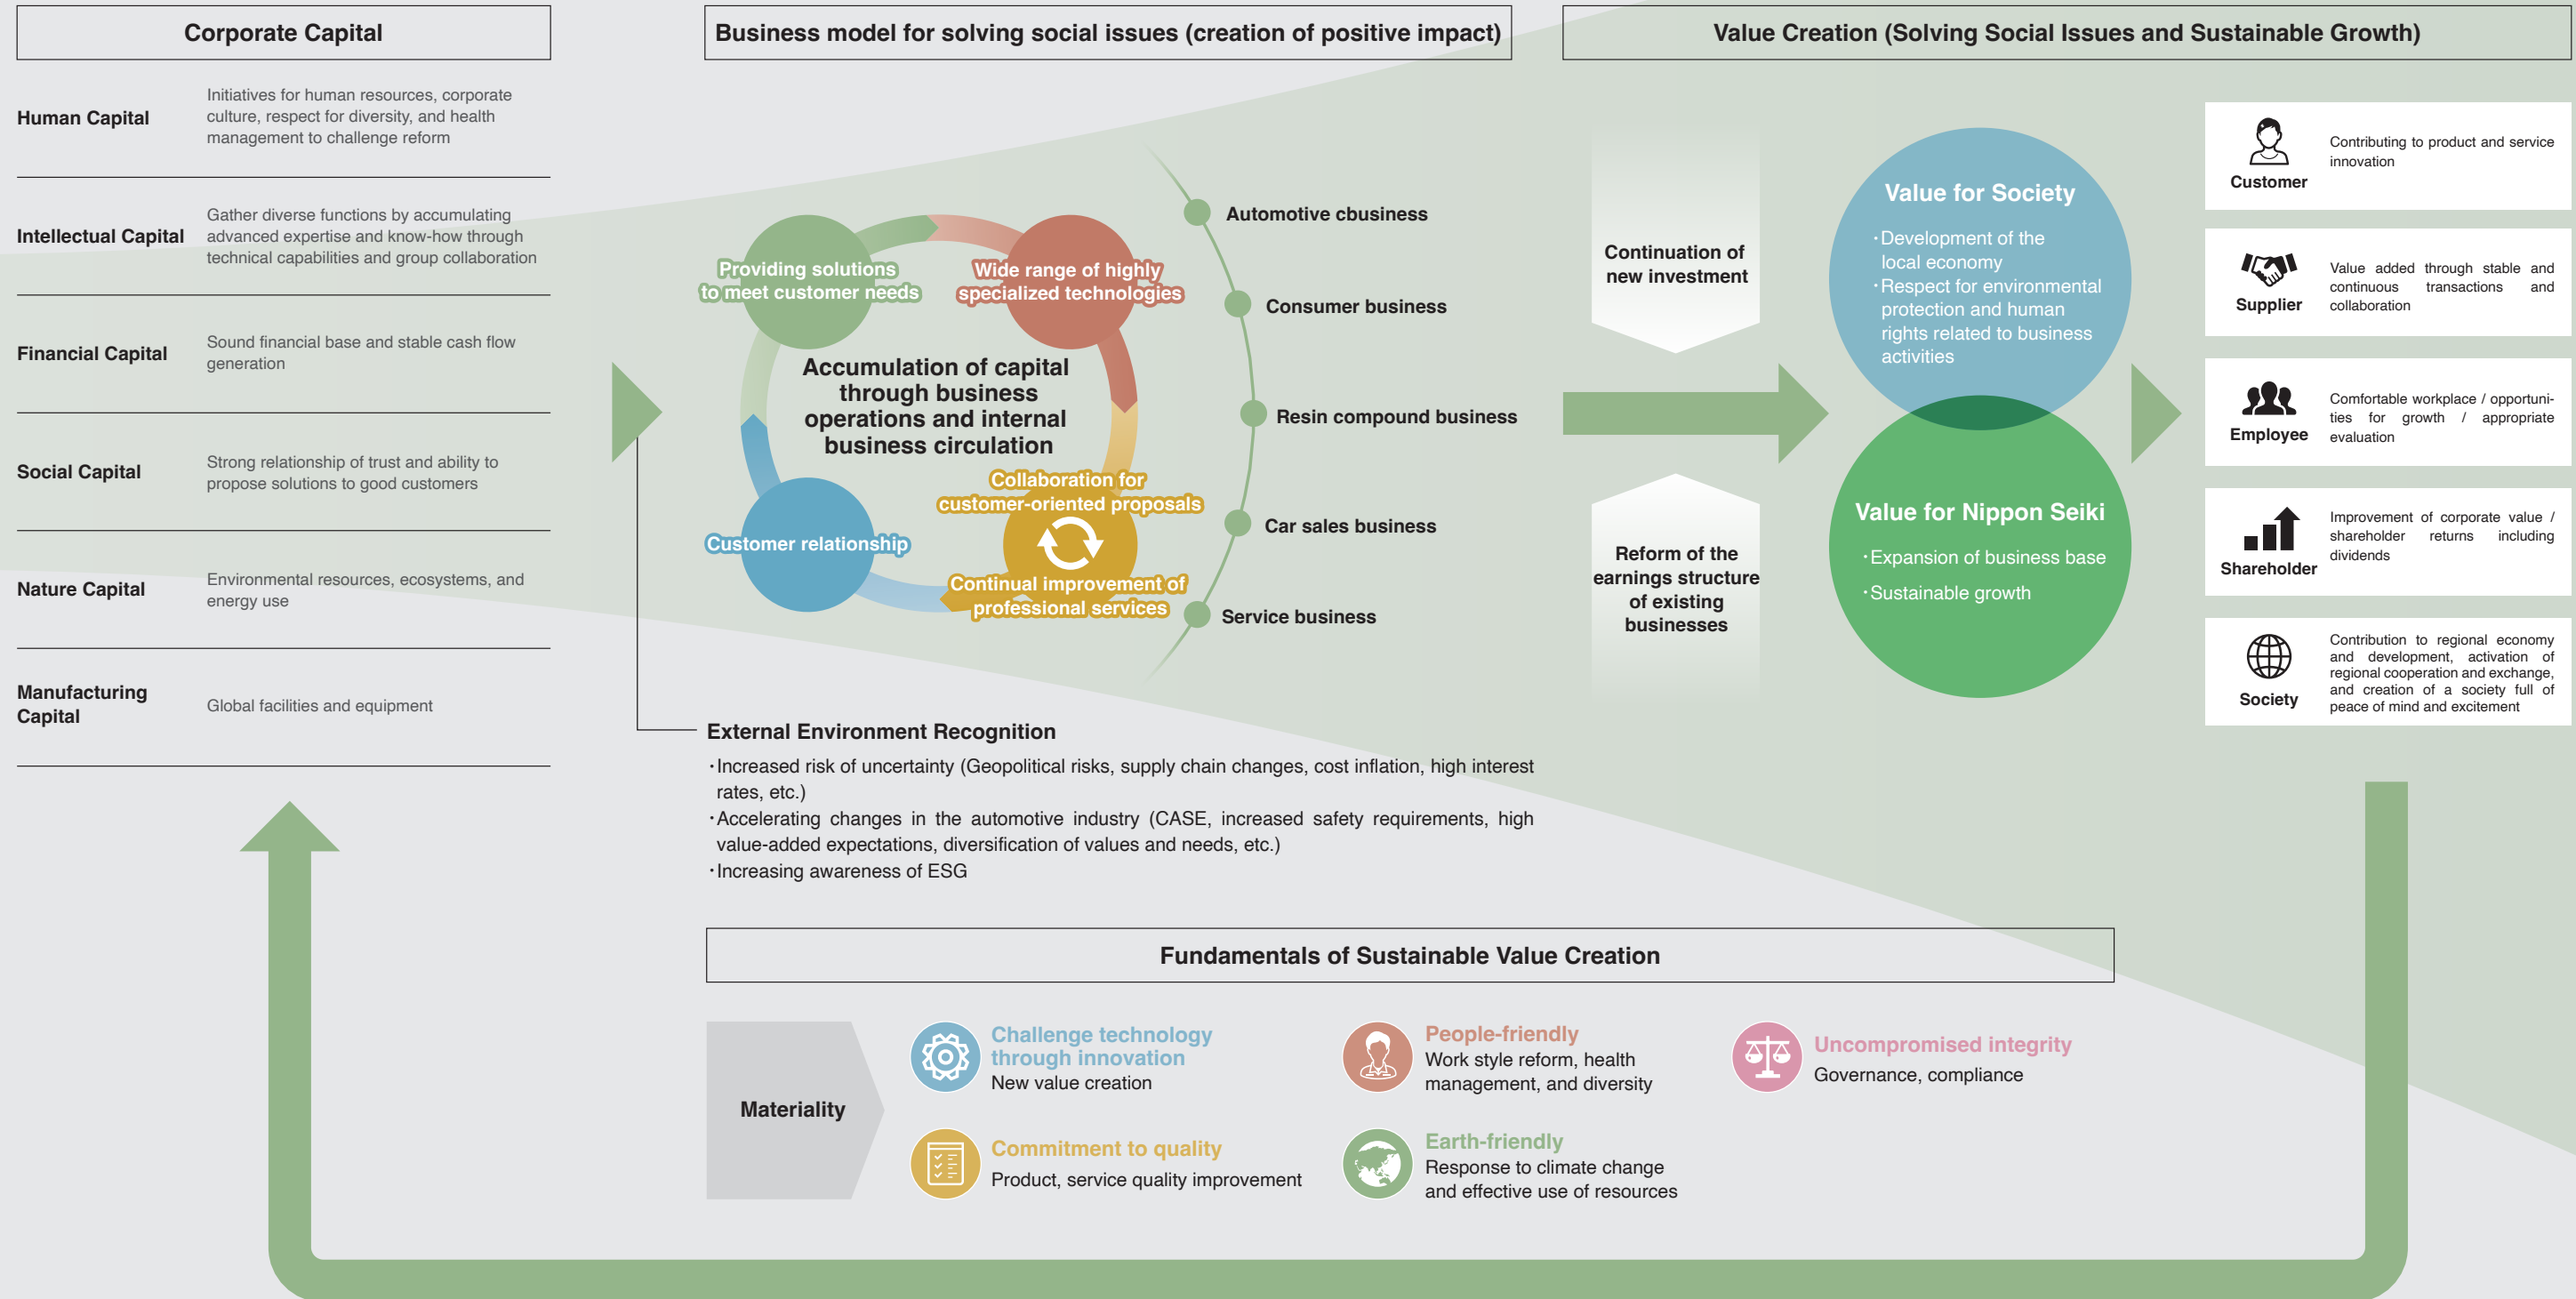 Corporate Capital
Human Capital
Initiatives for human resources, corporate
culture, respect for diversity, and health
management to challenge reform
Intellectual Capital
Gather diverse functions by accumulating
advanced expertise and know-how through
technical capabilities and group collaboration
Financial Capital
Sound financial base and stable cash flow
generation
Social Capital
Strong relationship of trust and ability to
propose solutions to good customers
Nature Capital
Environmental resources, ecosystems, and
energy use
Manufacturing
Capital
Global facilities and equipment
Business model for solving social issues (creation of positive impact)
Providing solutions
to meet customer needs
Wide range of highly
specialized technologies
Accumulation of capital
through business
operations and internal
business circulation
Collaboration for
customer-oriented proposals
Continual improvement of
professional services
Customer relationship
Automotive cbusiness
Consumer business
Resin compound business
Car sales business
Service business
External Environment Recognition
・Increased risk of uncertainty (Geopolitical risks, supply chain changes, cost inflation, high interest
rates, etc.)
・Accelerating changes in the automotive industry (CASE, increased safety requirements, high
value-added expectations, diversification of values and needs, etc.)
・Increasing awareness of ESG
Value Creation (Solving Social Issues and Sustainable Growth)
Continuation of
new investment
Reform of the
earnings structure
of existing
businesses
Value for Society
・Development of the
local economy
・Respect for environmental
protection and human
rights related to business
activities
Value for Nippon Seiki
・Expansion of business base
・Sustainable growth
Customer
Contributing to product and service
innovation
Supplier
Value added through stable and
continuous transactions and
collaboration
Employee
Comfortable workplace / opportuni-
ties for growth / appropriate
evaluation
Shareholder
Improvement of corporate value /
shareholder returns including
dividends
Society
Contribution to regional economy
and development, activation of
regional cooperation and exchange,
and creation of a society full of
peace of mind and excitement
Fundamentals of Sustainable Value Creation
Materiality
Challenge technology
through innovation
New value creation
People-friendly
Work style reform, health
management, and diversity
Uncompromised integrity
Governance, compliance
Commitment to quality
Product, service quality improvement
Earth-friendly
Response to climate change
and effective use of resources